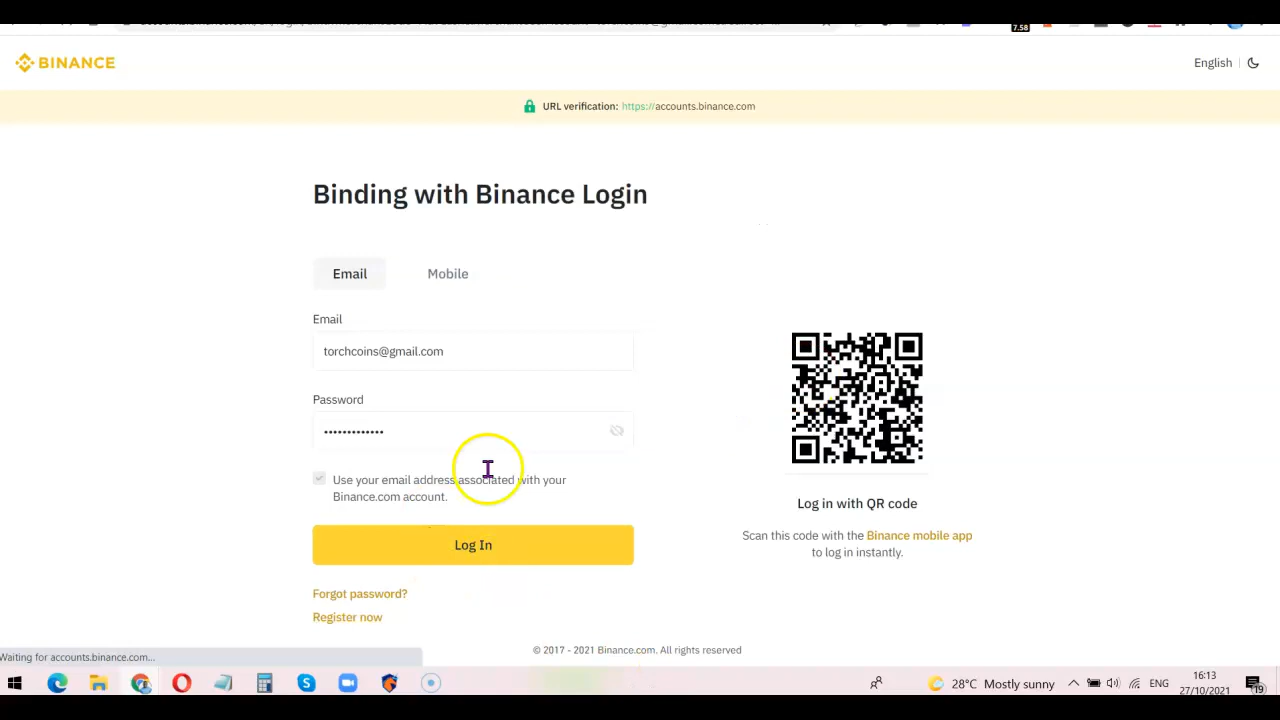 7.58
BINANCE
English
URL verification: https://accounts.binance.com
Binding with Binance Login
Email
Mobile
Email
torchcoins@gmail.com
Password
•••••••••••••
Use your email address associated with your
Binance.com account.
Log In
Forgot password?
Register now
Log in with QR code
Scan this code with the Binance mobile app
to log in instantly.
© 2017 - 2021 Binance.com. All rights reserved
Waiting for accounts.binance.com...
28°C Mostly sunny
ENG
16:13
27/10/2021
19